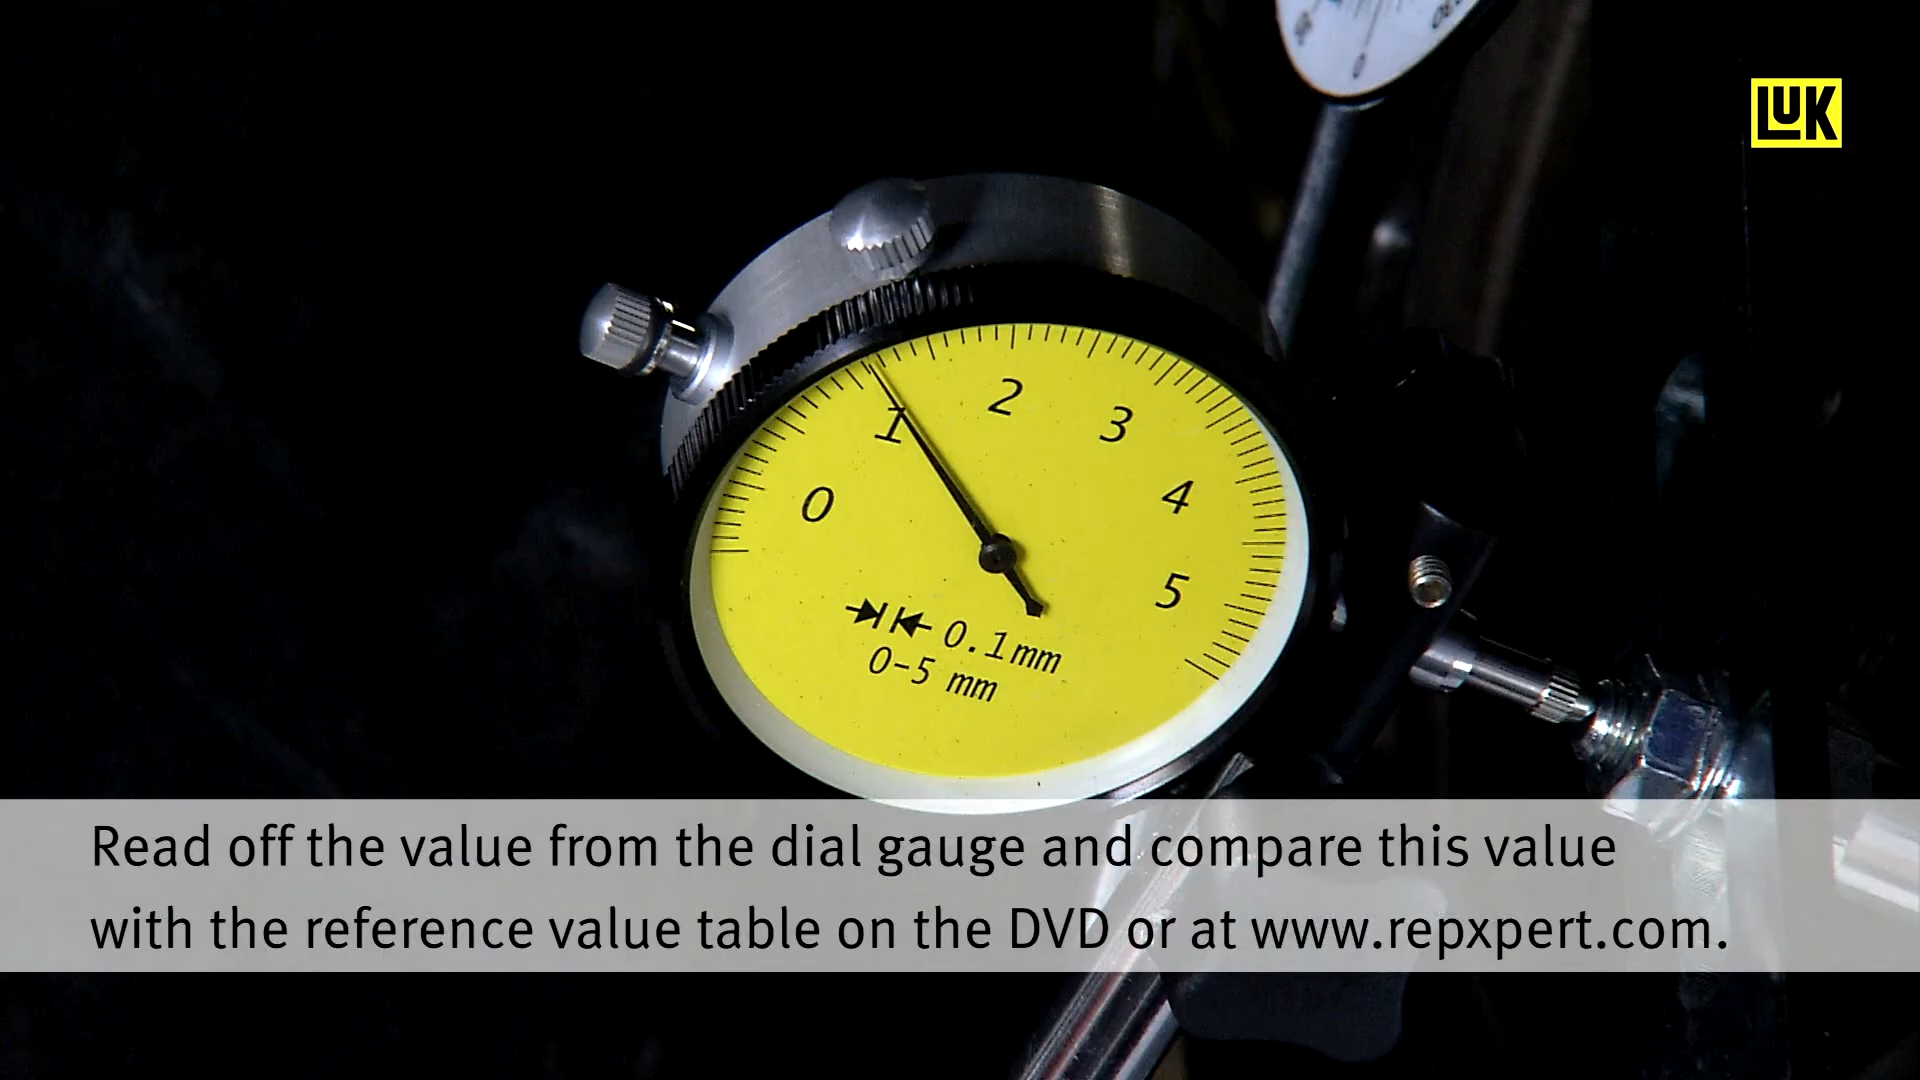 LUK
0
1
2
3
4
5
0.1mm
0-5 mm
0
Read off the value from the dial gauge and compare this value
with the reference value table on the DVD or at www.repxpert.com.